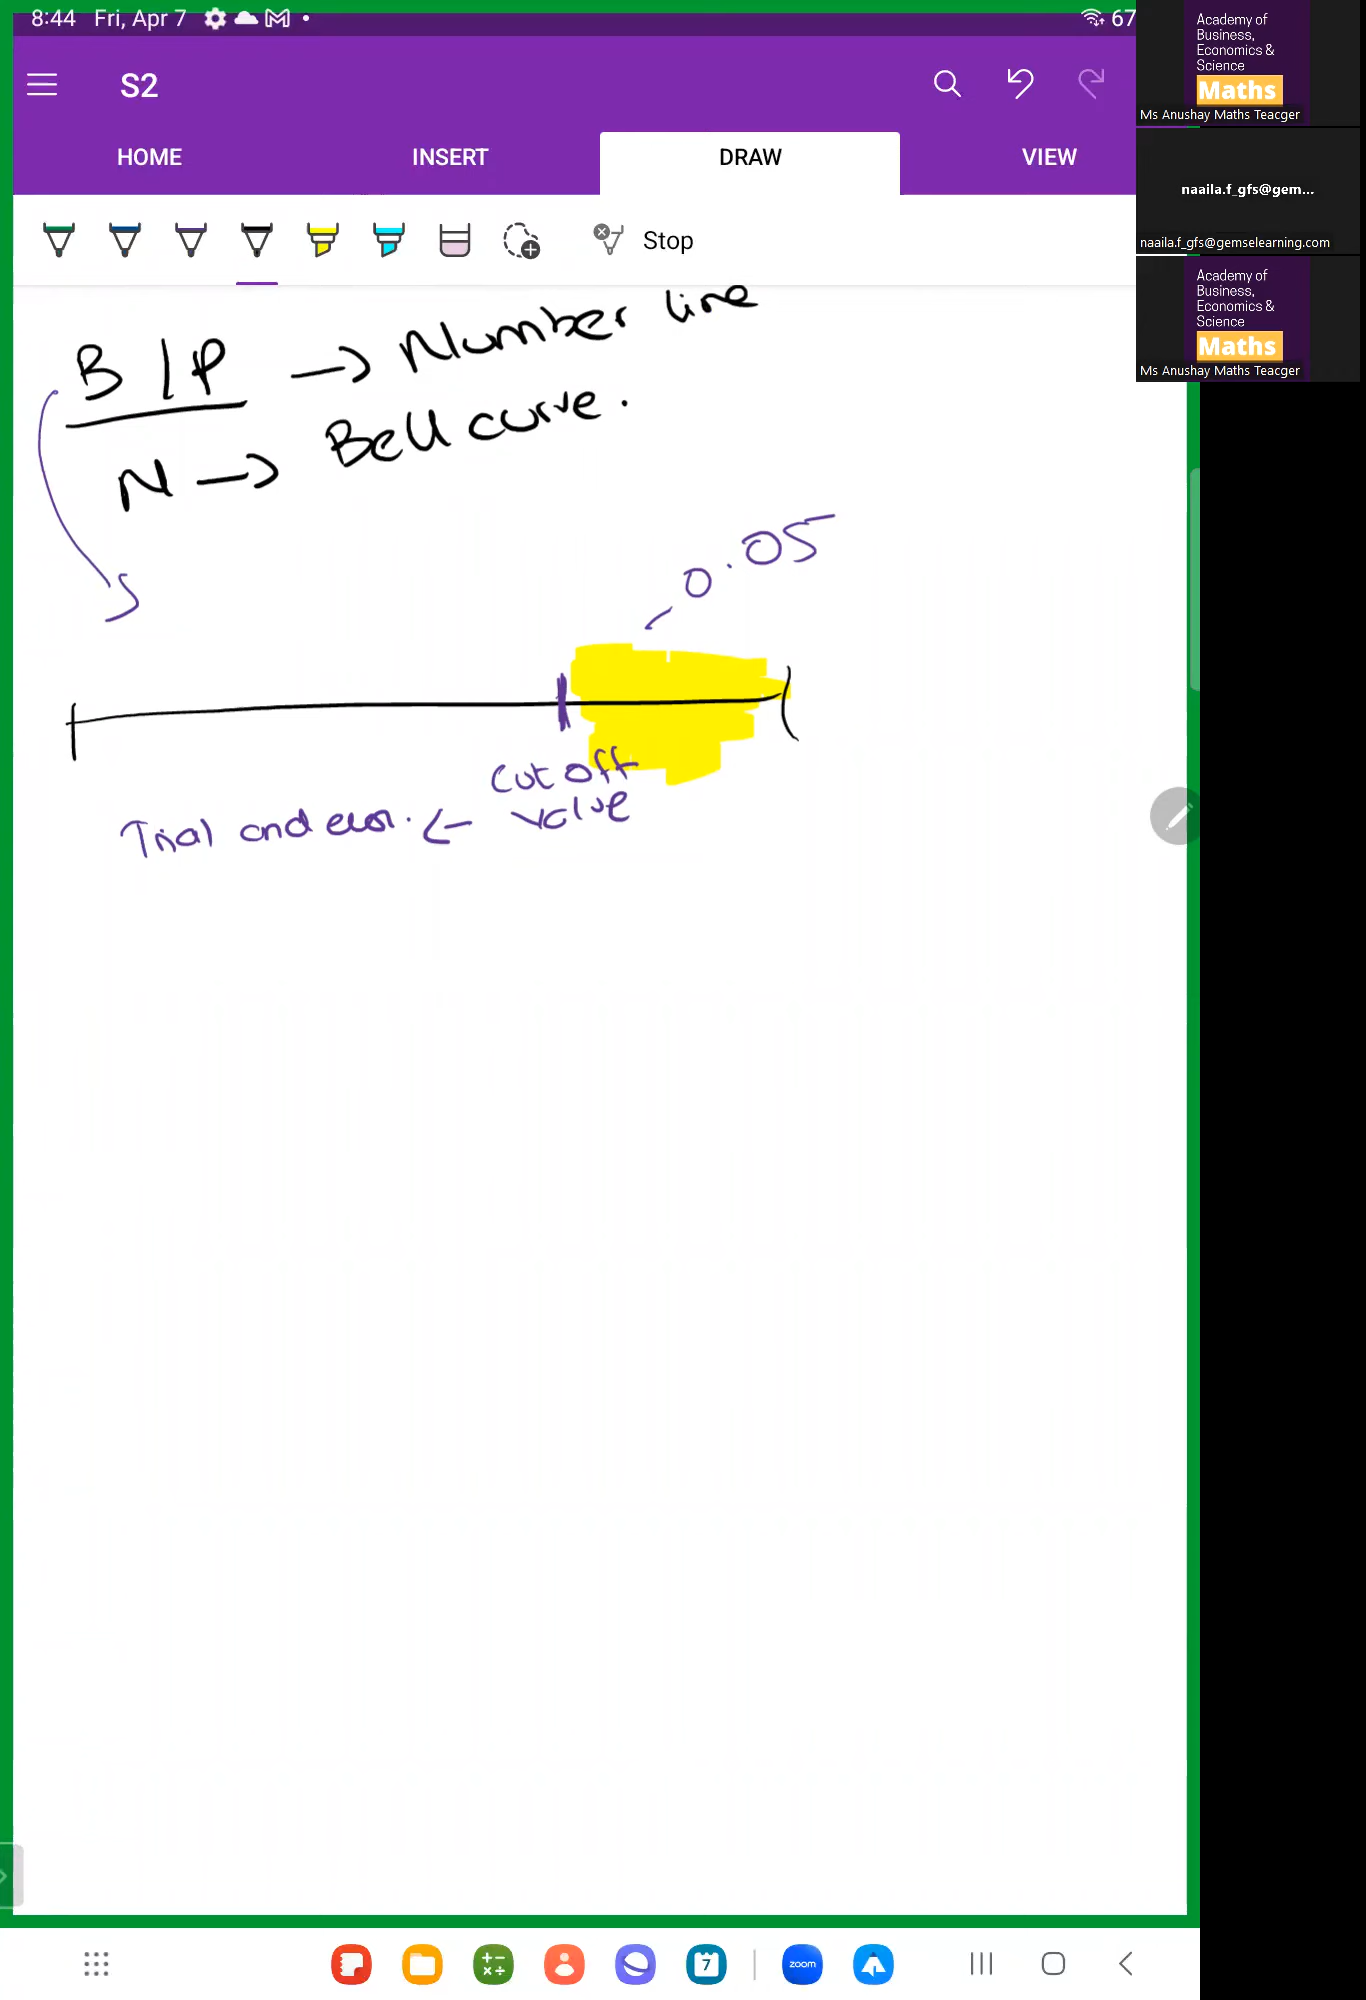 8:44 Fri, Apr 7
67
S2
HOME INSERT DRAW VIEW
Stop
Academy of
Business,
Economics &
Science
Maths
Ms Anushay Maths Teacger
naaila.f_gfs@gem...
naaila.f_gfs@gemselearning.com
Academy of
Business,
Economics &
Science
Maths
Ms Anushay Maths Teacger
B/P → Number line
N → Bell curve.
0.05
Cut off
value
Trial and error. ←
7
zoom